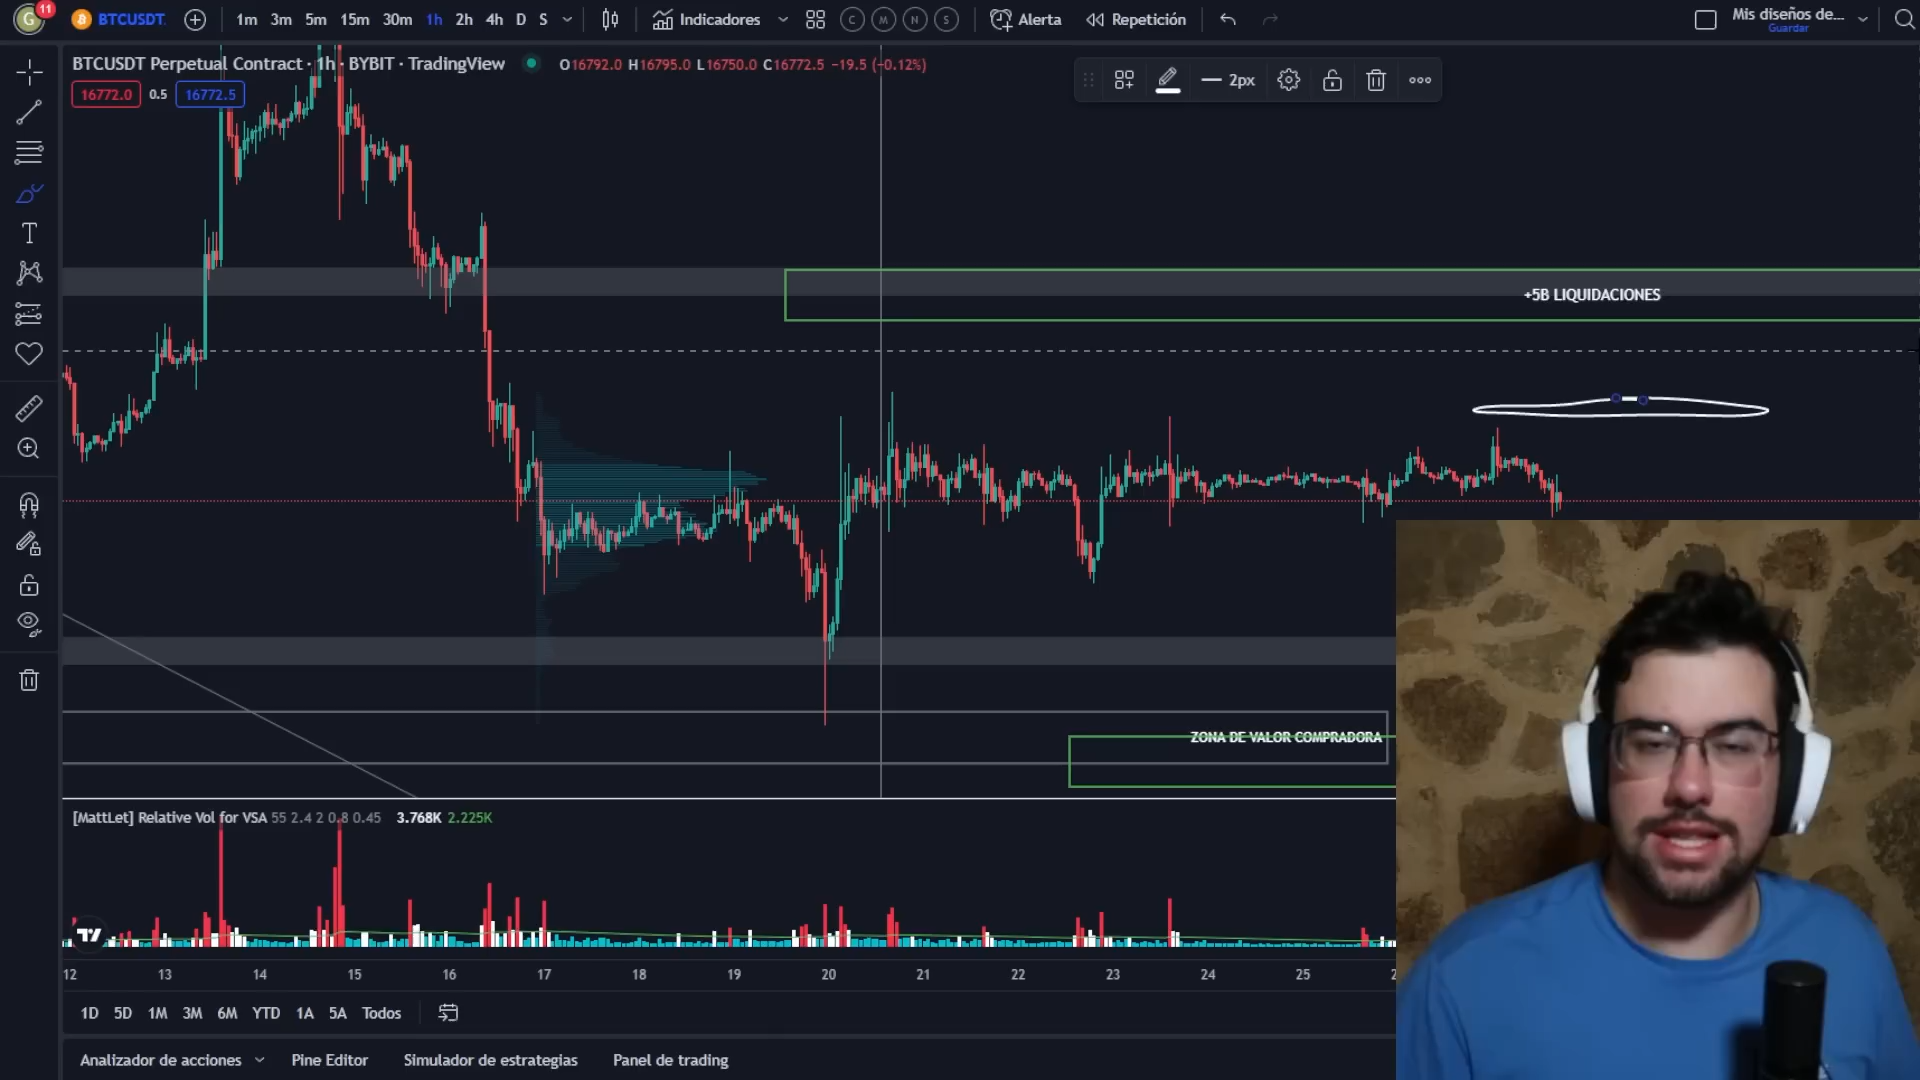 G 11 BTCUSDT. 1m 3m 5m 15m 30m 1h 2h 4h D S Indicadores C M N S Alerta Repetición Mis diseños de...
Guardar
BTCUSDT Perpetual Contract · 1h · BYBIT · TradingView O16792.0 H16795.0 L16750.0 C16772.5 −19.5 (−0.12%)
2px
16772.0 0.5 16772.5
T
+5B LIQUIDACIONES
ZONA DE VALOR COMPRADORA
[MattLet] Relative Vol for VSA 55 2.4 2 0.8 0.45 3.768K 2.225K
12 13 14 15 16 17 18 19 20 21 22 23 24 25
1D 5D 1M 3M 6M YTD 1A 5A Todos
Analizador de acciones Pine Editor Simulador de estrategias Panel de trading